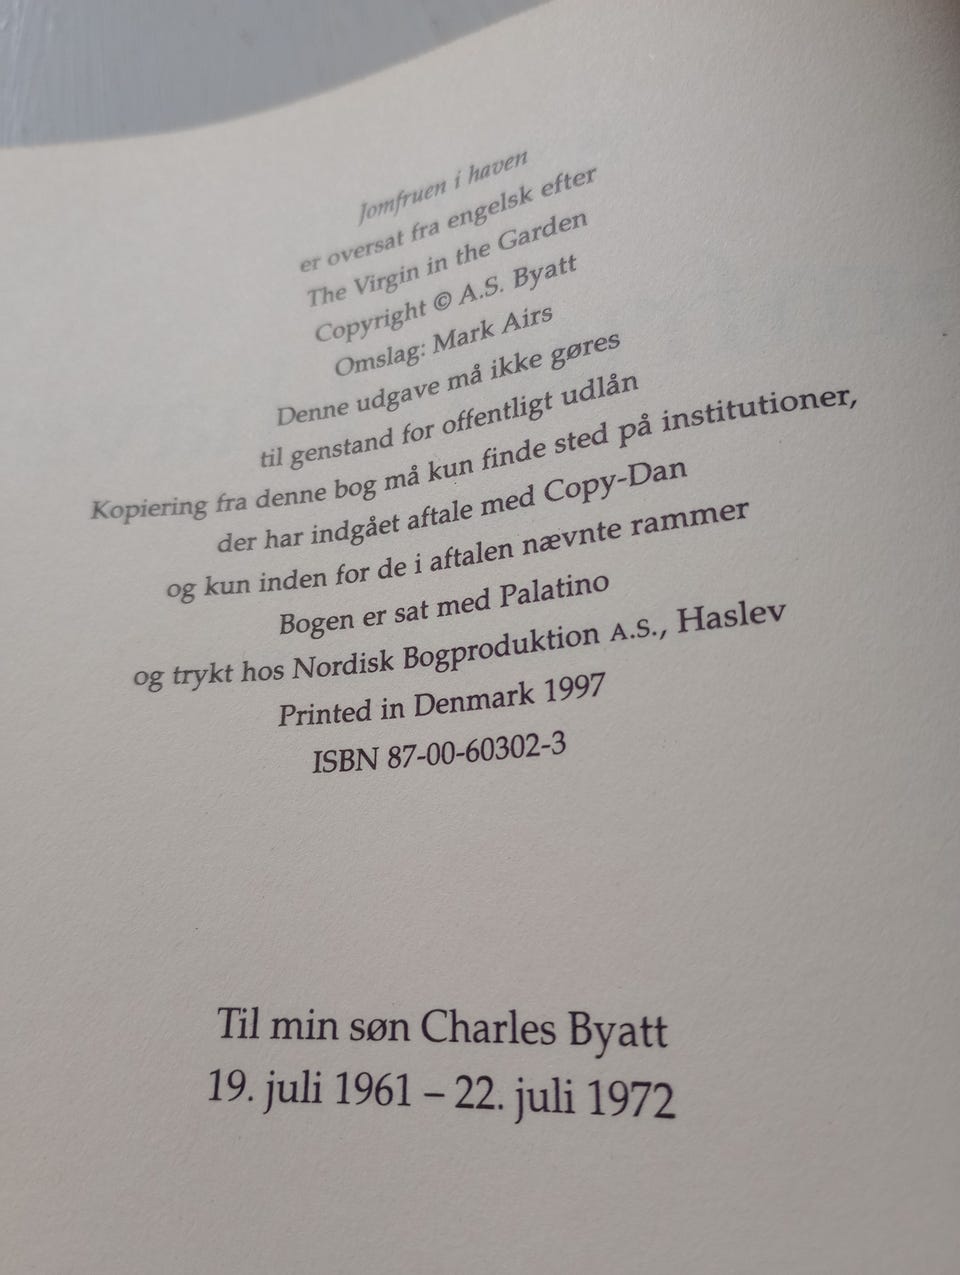 Jomfruen i haven
er oversat fra engelsk efter
The Virgin in the Garden
Copyright © A.S. Byatt
Omslag: Mark Airs
Denne udgave må ikke gøres
til genstand for offentligt udlån
Kopiering fra denne bog må kun finde sted på institutioner,
der har indgået aftale med Copy-Dan
og kun inden for de i aftalen nævnte rammer
Bogen er sat med Palatino
og trykt hos Nordisk Bogproduktion A.S., Haslev
Printed in Denmark 1997
ISBN 87-00-60302-3
Til min søn Charles Byatt
19. juli 1961 – 22. juli 1972